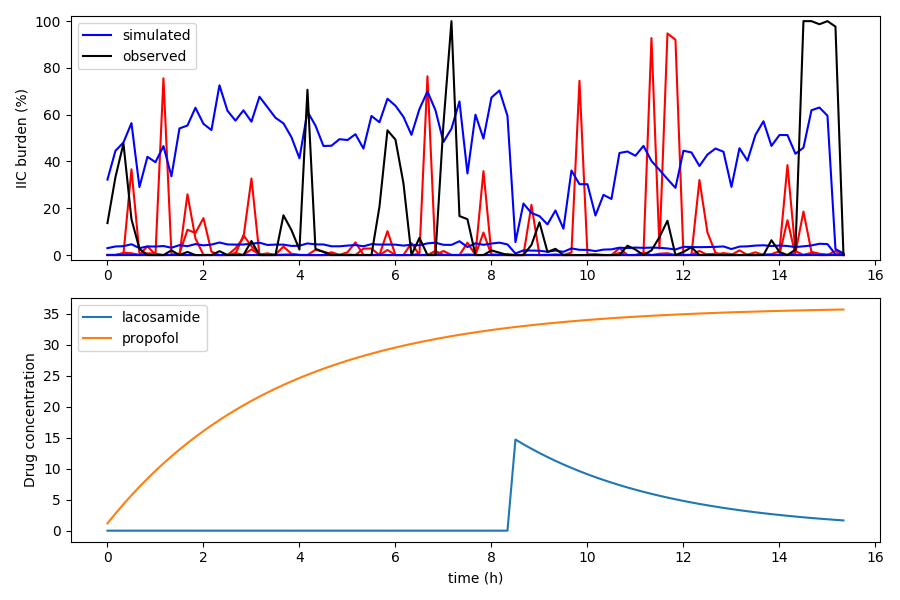 IIC burden (%)
100
80
60
40
20
0
simulated
observed
0 2 4 6 8 10 12 14 16
Drug concentration
35
30
25
20
15
10
5
0
lacosamide
propofol
0 2 4 6 8 10 12 14 16
time (h)